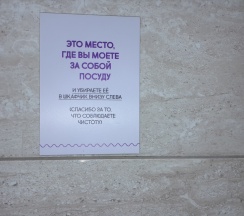 ЭТО МЕСТО,
ГДЕ ВЫ МОЕТЕ
ЗА СОБОЙ
ПОСУДУ
И УБИРАЕТЕ ЕЁ
В ШКАФЧИК ВНИЗУ СЛЕВА
(СПАСИБО ЗА ТО,
ЧТО СОБЛЮДАЕТЕ
ЧИСТОТУ)